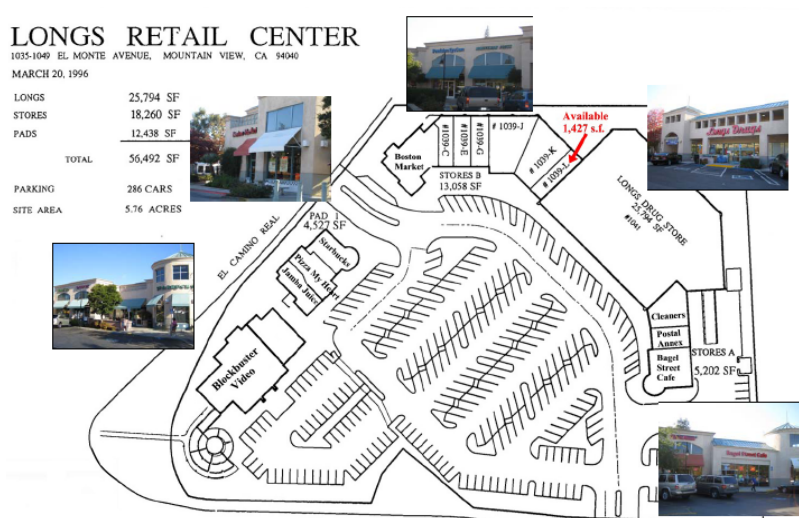 LONGS RETAIL CENTER
1035-1049 EL MONTE AVENUE, MOUNTAIN VIEW, CA 94040
MARCH 20, 1996
LONGS 25,794 SF
STORES 18,260 SF
PADS 12,438 SF
TOTAL 56,492 SF
PARKING 286 CARS
SITE AREA 5.76 ACRES
Available
1,427 s.f.
#1039-C
#1039-E
#1039-G
# 1039-J
# 1039-K
# 1039-L
Boston
Market
STORES B
13,058 SF
Longs Drugs
LONGS DRUG STORE
25,794 SF
#1041
EL CAMINO REAL
PAD 1
4,527 SF
Starbucks
Pizza My Heart
Jamba Juice
Blockbuster
Video
Cleaners
Postal
Annex
Bagel
Street
Cafe
STORES A
5,202 SF
Bagel Street Cafe